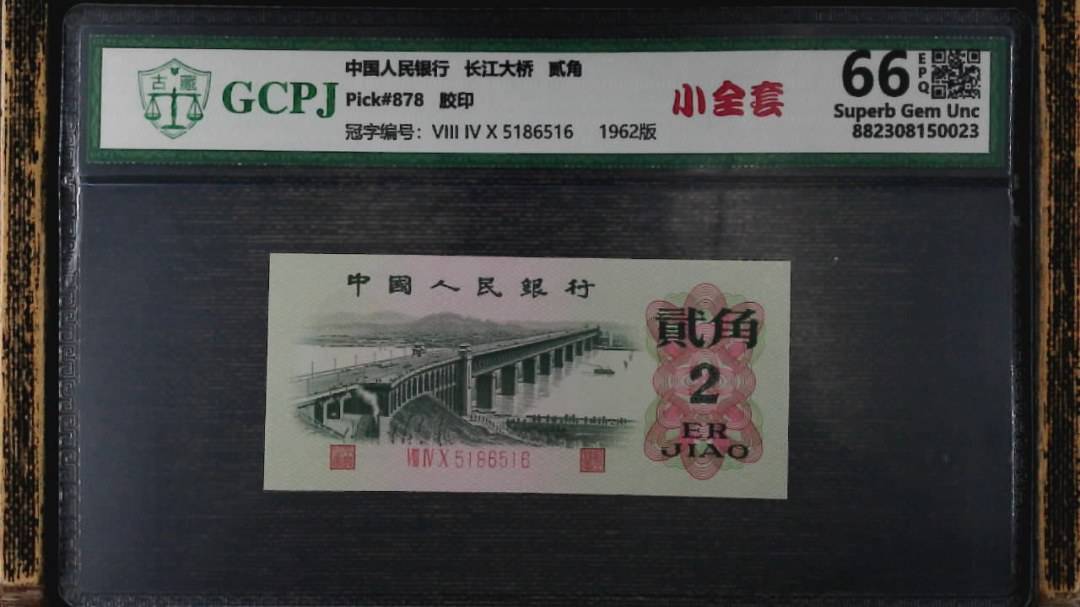 古藏
GCPJ
中国人民银行 长江大桥 贰角
Pick#878 胶印
冠字编号: VIII IV X 5186516 1962版
小全套
66 EPQ
Superb Gem Unc
882308150023
中國人民銀行
貳角
2
ER
JIAO
VIII IV X 5186516